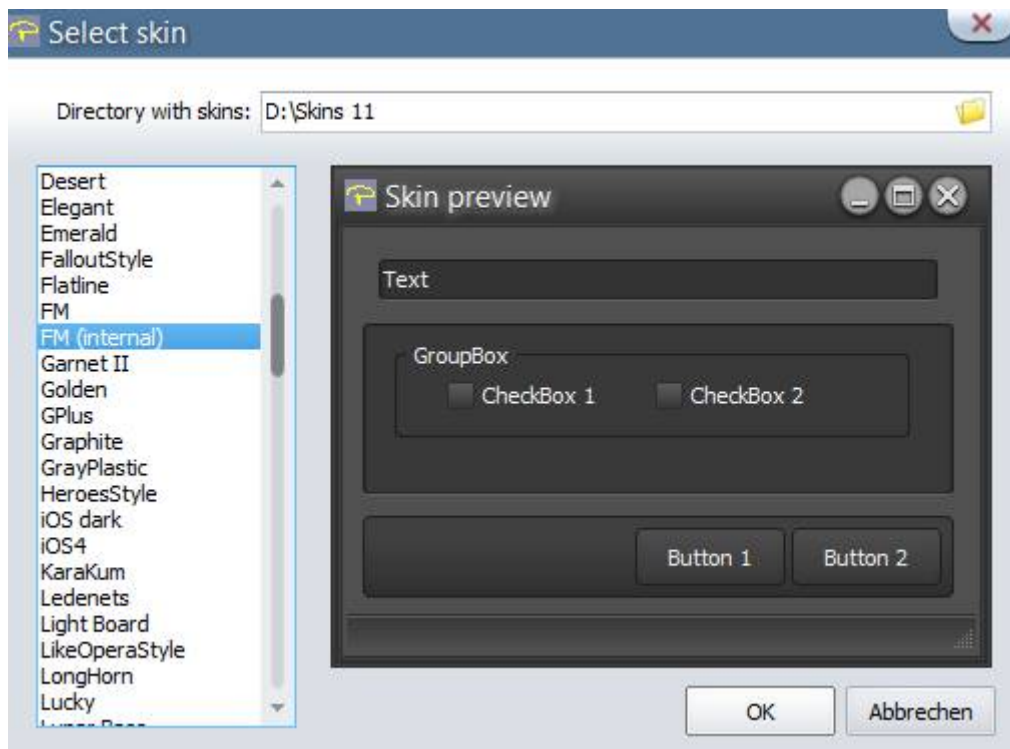 Select skin
Directory with skins: D:\Skins 11
Desert
Elegant
Emerald
FalloutStyle
Flatline
FM
FM (internal)
Garnet II
Golden
GPlus
Graphite
GrayPlastic
HeroesStyle
iOS dark
iOS4
KaraKum
Ledenets
Light Board
LikeOperaStyle
LongHorn
Lucky
Skin preview
Text
GroupBox
CheckBox 1 CheckBox 2
Button 1 Button 2
OK Abbrechen